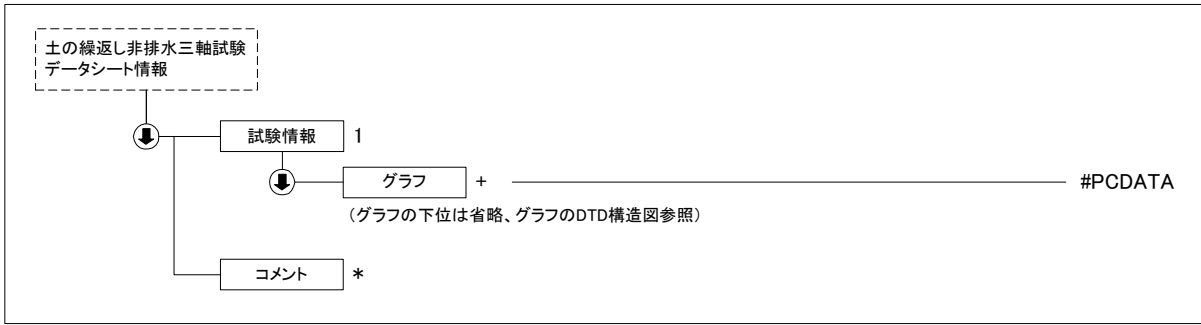 土の繰返し非排水三軸試験
データシート情報
試験情報 1
グラフ + #PCDATA
(グラフの下位は省略、グラフのDTD構造図参照)
コメント *